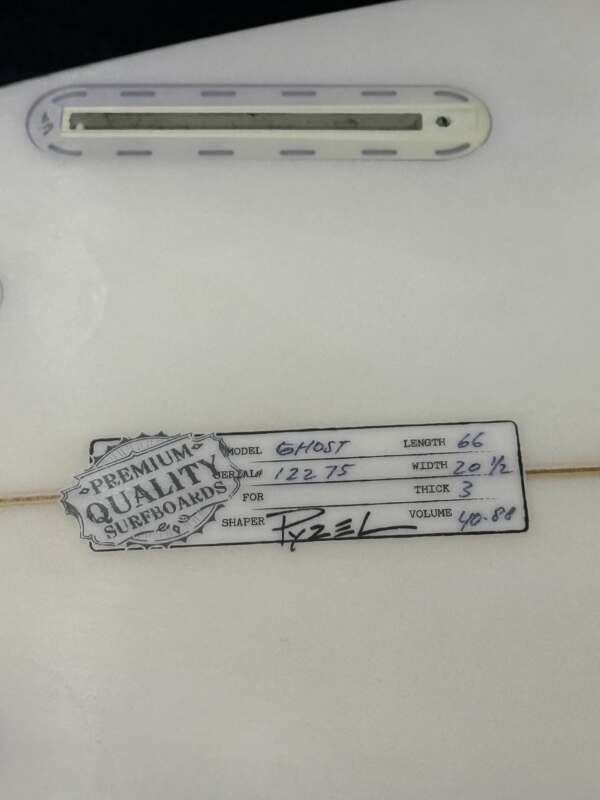 PREMIUM
QUALITY
SURFBOARDS
MODEL GHOST LENGTH 66
SERIAL# 12275 WIDTH 20 1/2
FOR THICK 3
SHAPER PYZEL VOLUME 40.88